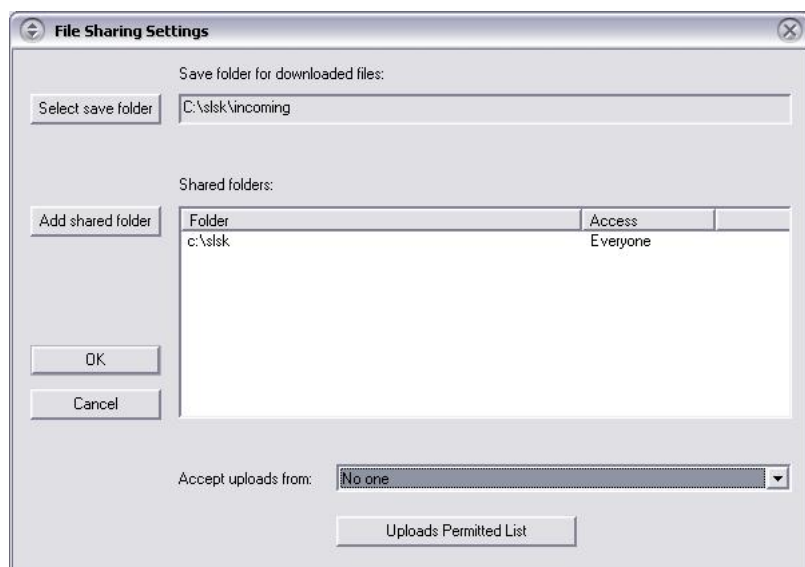 File Sharing Settings
Save folder for downloaded files:
Select save folder
C:\slsk\incoming
Shared folders:
Add shared folder
Folder Access
c:\slsk Everyone
OK
Cancel
Accept uploads from: No one
Uploads Permitted List